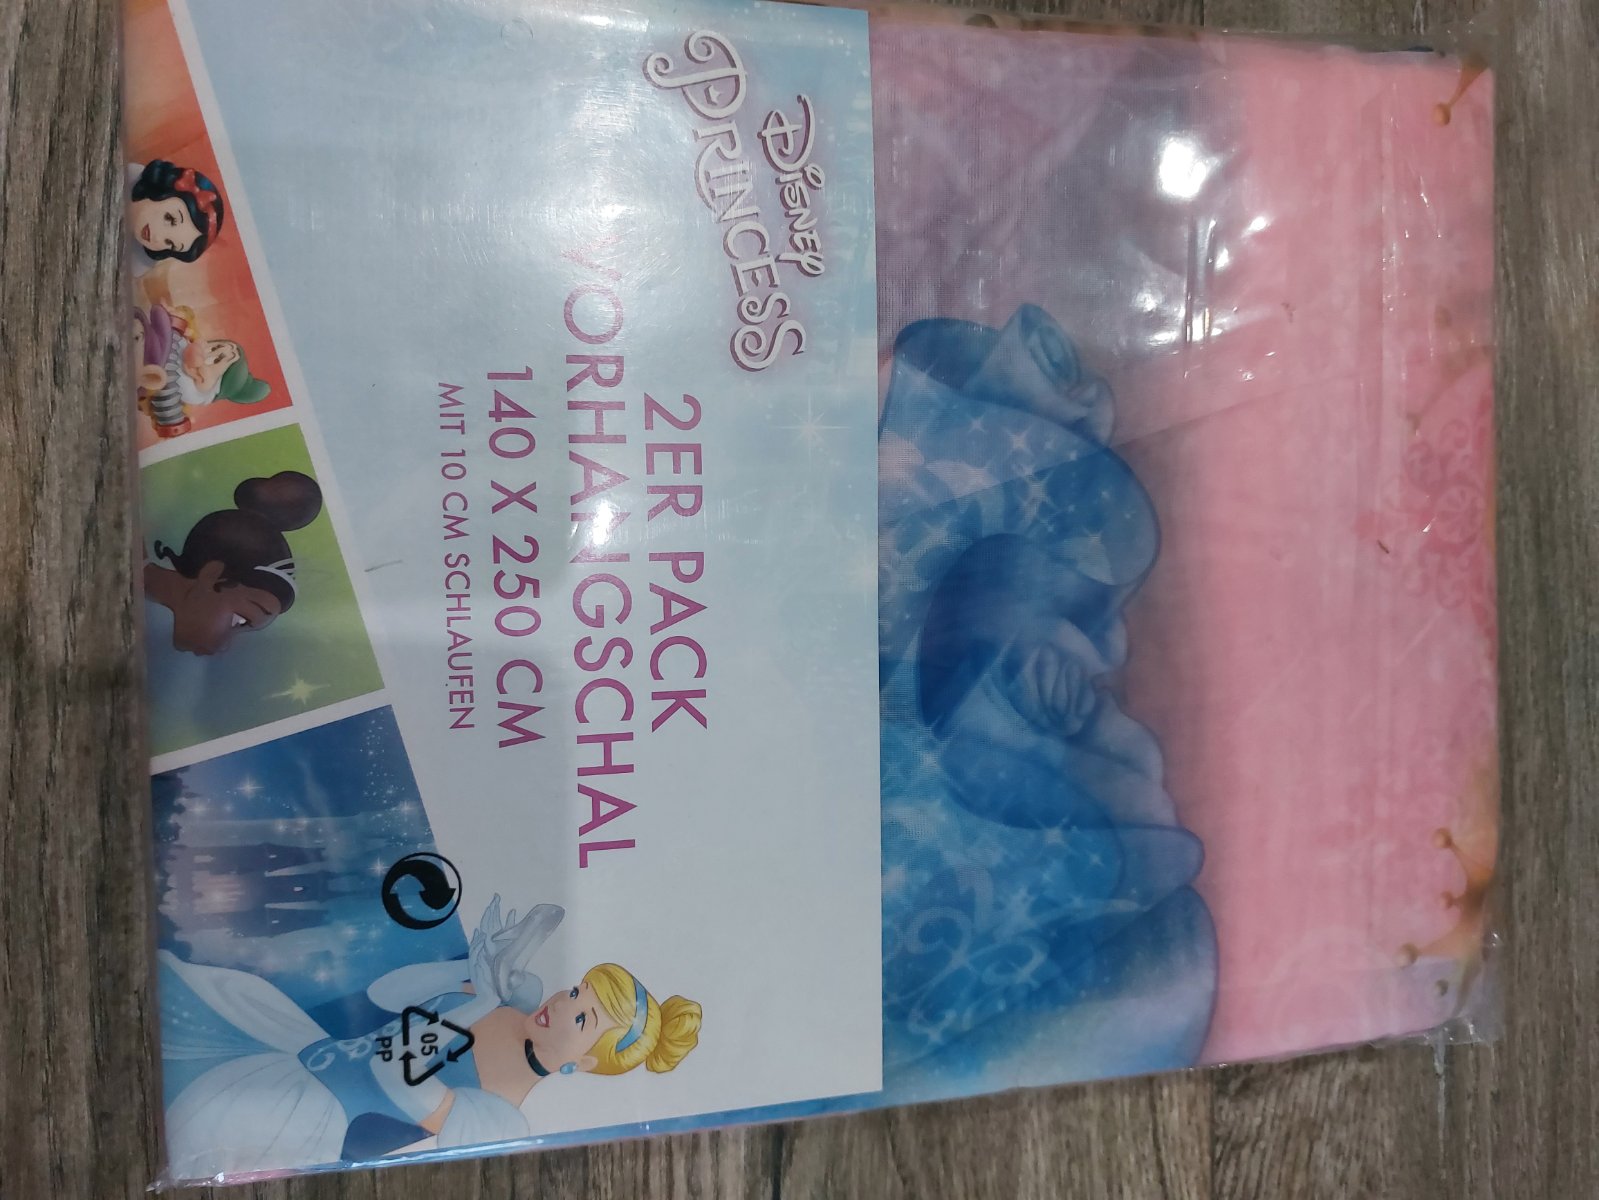 Disney
PRINCESS
2ER PACK
VORHANGSCHAL
140 X 250 CM
MIT 10 CM SCHLAUFEN
05
PP